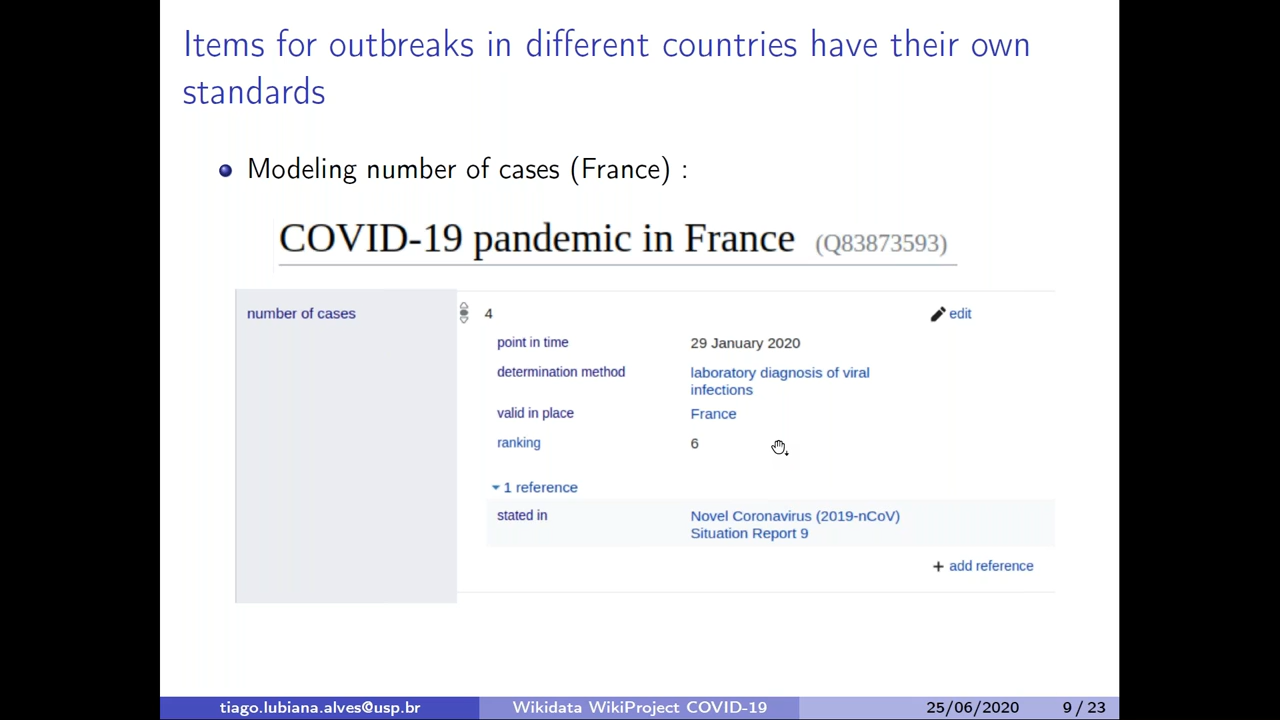 Items for outbreaks in different countries have their own
standards
Modeling number of cases (France) :
COVID-19 pandemic in France (Q83873593)
number of cases 4 edit
point in time 29 January 2020
determination method laboratory diagnosis of viral
infections
valid in place France
ranking 6
1 reference
stated in Novel Coronavirus (2019-nCoV)
Situation Report 9
+ add reference
tiago.lubiana.alves@usp.br Wikidata WikiProject COVID-19 25/06/2020 9 / 23